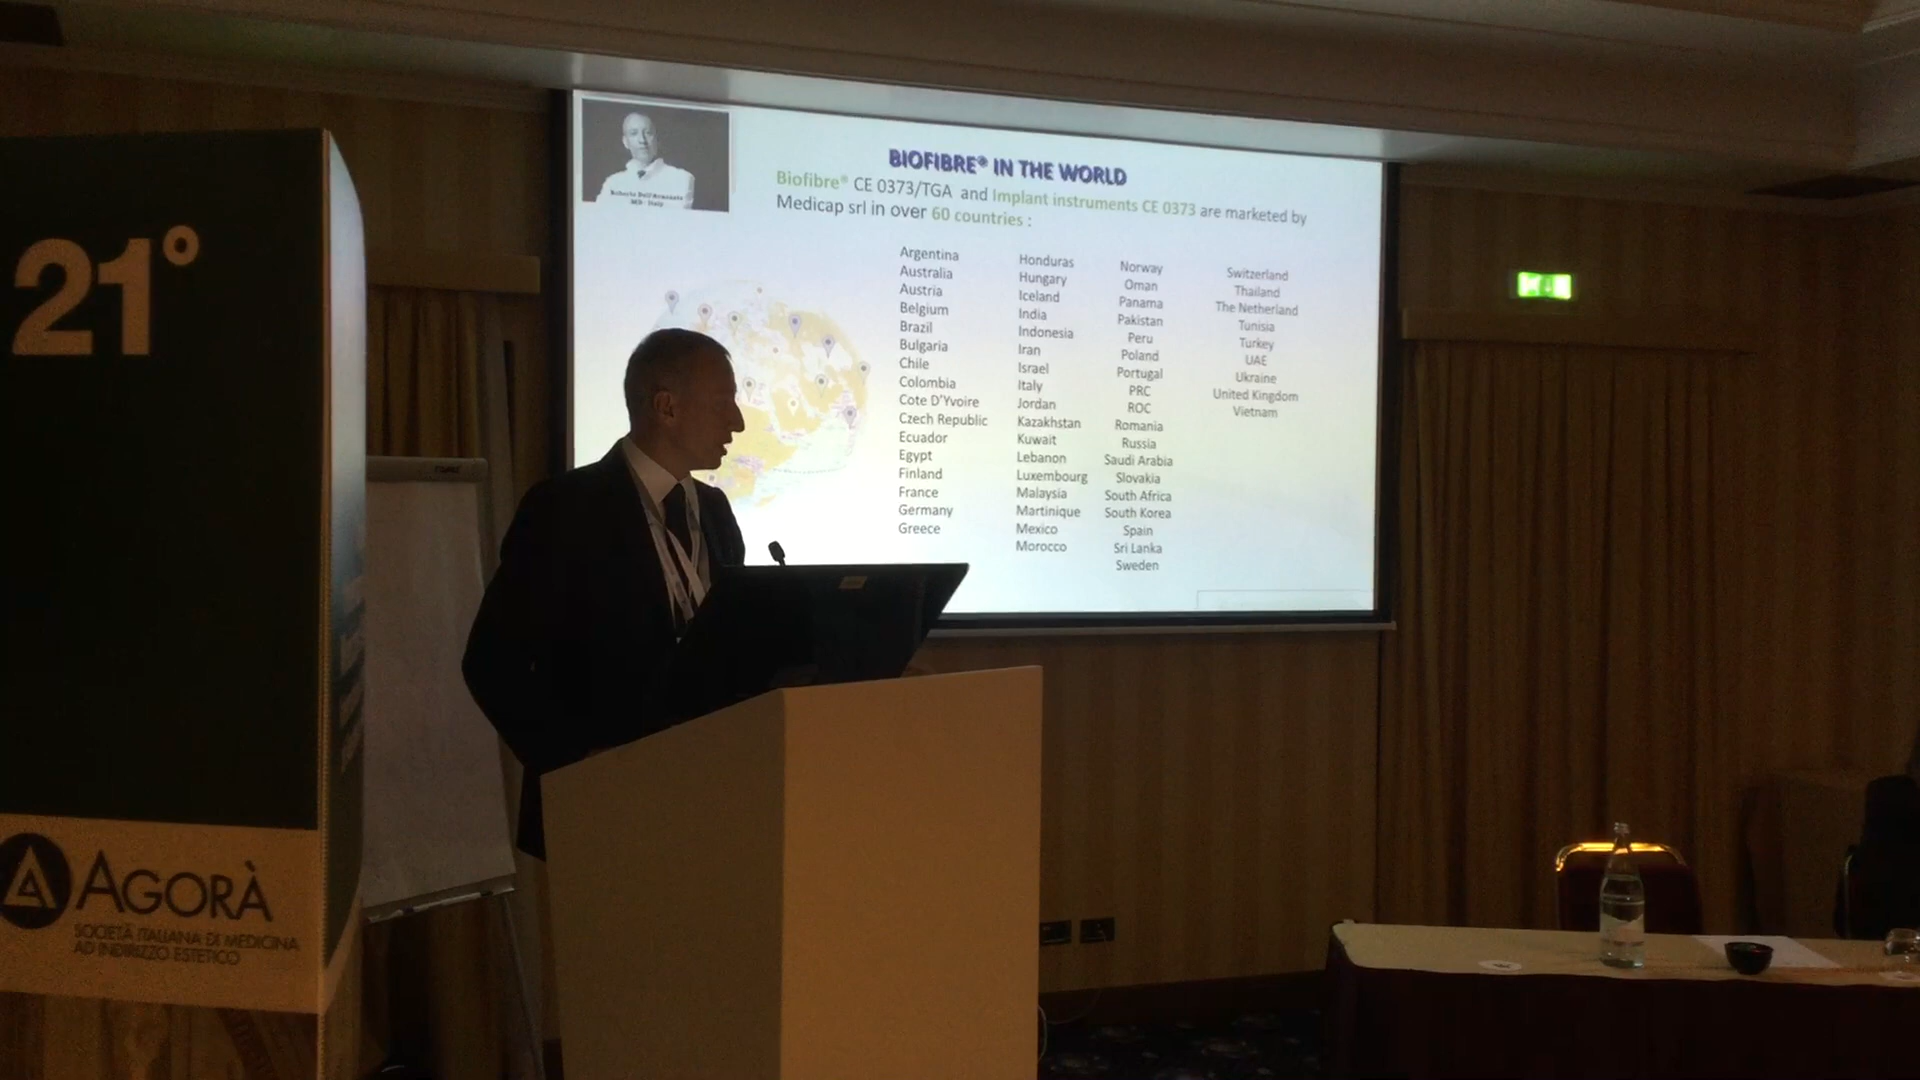 21°
AGORÀ
SOCIETÀ ITALIANA DI MEDICINA
AD INDIRIZZO ESTETICO
Roberto Dell'Avanzato
MD - Italy
BIOFIBRE® IN THE WORLD
Biofibre® CE 0373/TGA and Implant instruments CE 0373 are marketed by
Medicap srl in over 60 countries :
Argentina
Australia
Austria
Belgium
Brazil
Bulgaria
Chile
Colombia
Cote D'Yvoire
Czech Republic
Ecuador
Egypt
Finland
France
Germany
Greece
Honduras
Hungary
Iceland
India
Indonesia
Iran
Israel
Italy
Jordan
Kazakhstan
Kuwait
Lebanon
Luxembourg
Malaysia
Martinique
Mexico
Morocco
Norway
Oman
Panama
Pakistan
Peru
Poland
Portugal
PRC
ROC
Romania
Russia
Saudi Arabia
Slovakia
South Africa
South Korea
Spain
Sri Lanka
Sweden
Switzerland
Thailand
The Netherland
Tunisia
Turkey
UAE
Ukraine
United Kingdom
Vietnam